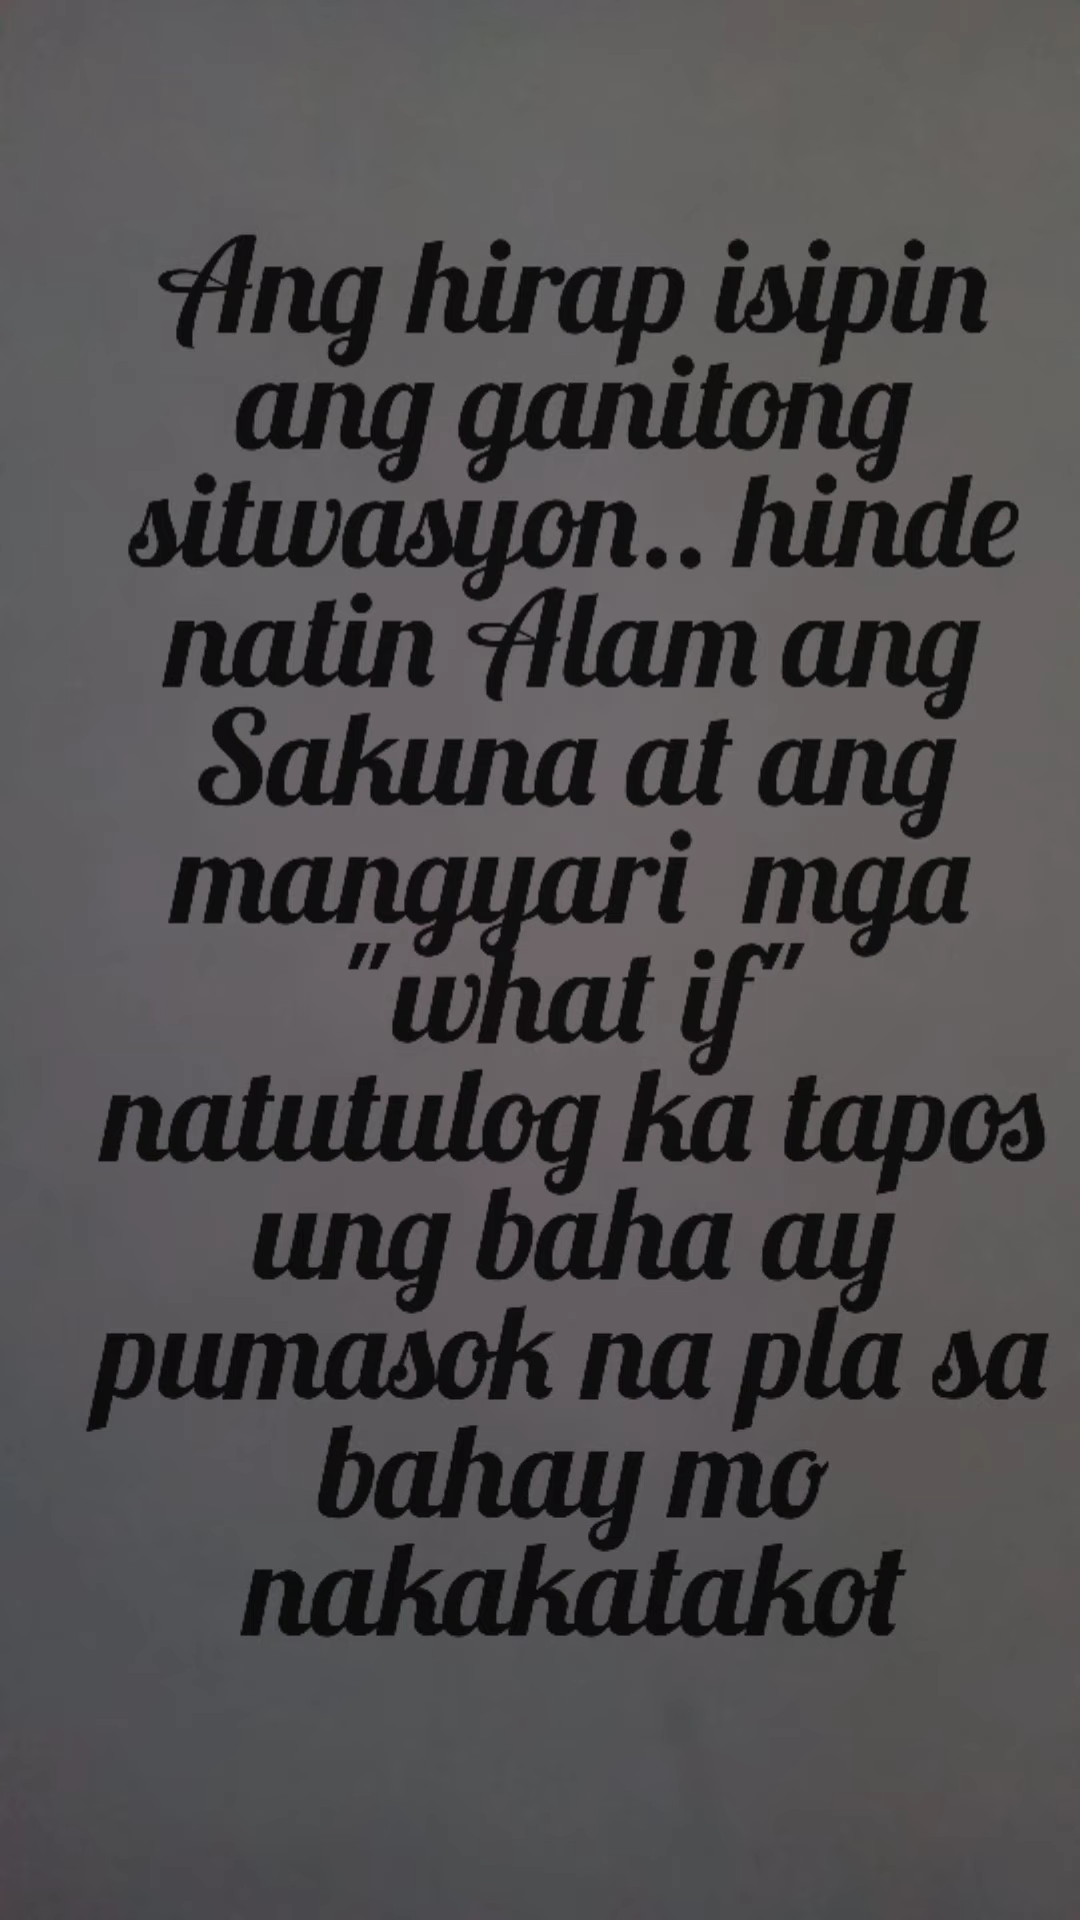 Ang hirap isipin
ang ganitong
sitwasyon.. hinde
natin Alam ang
Sakuna at ang
mangyari  mga
"what if"
natutulog ka tapos
ung baha ay
pumasok na pla sa
bahay mo
nakakatakot